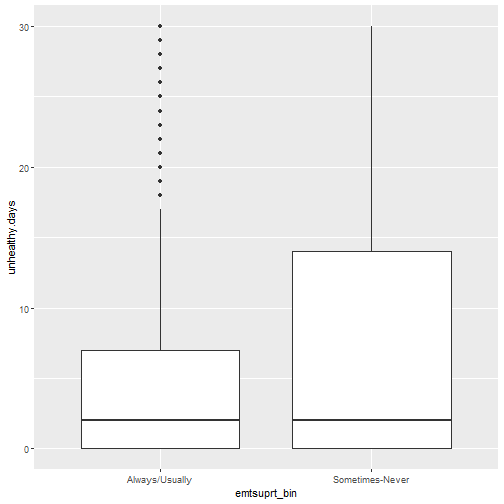 30
20
10
0
unhealthy.days
Always/Usually
Sometimes-Never
emtsuprt_bin